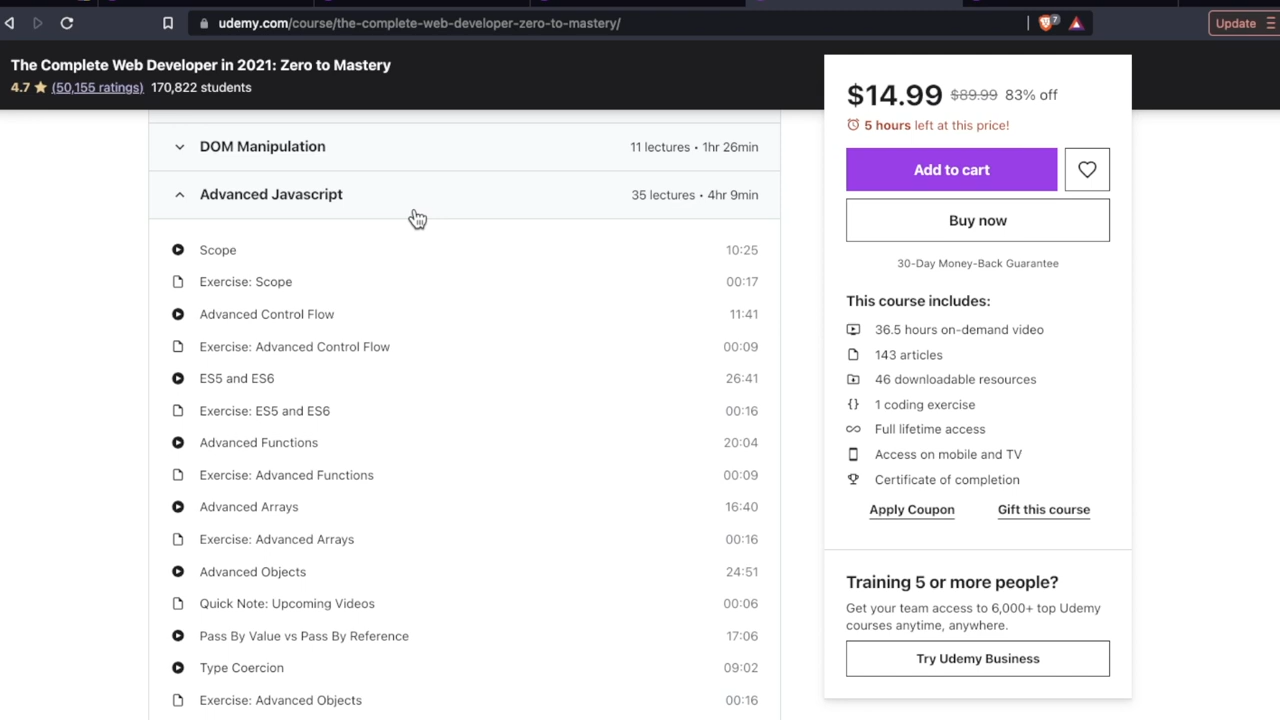 udemy.com/course/the-complete-web-developer-zero-to-mastery/
7
Update
The Complete Web Developer in 2021: Zero to Mastery
4.7 (50,155 ratings) 170,822 students
DOM Manipulation 11 lectures • 1hr 26min
Advanced Javascript 35 lectures • 4hr 9min
Scope 10:25
Exercise: Scope 00:17
Advanced Control Flow 11:41
Exercise: Advanced Control Flow 00:09
ES5 and ES6 26:41
Exercise: ES5 and ES6 00:16
Advanced Functions 20:04
Exercise: Advanced Functions 00:09
Advanced Arrays 16:40
Exercise: Advanced Arrays 00:16
Advanced Objects 24:51
Quick Note: Upcoming Videos 00:06
Pass By Value vs Pass By Reference 17:06
Type Coercion 09:02
Exercise: Advanced Objects 00:16
$14.99 $89.99 83% off
5 hours left at this price!
Add to cart
Buy now
30-Day Money-Back Guarantee
This course includes:
36.5 hours on-demand video
143 articles
46 downloadable resources
1 coding exercise
Full lifetime access
Access on mobile and TV
Certificate of completion
Apply Coupon Gift this course
Training 5 or more people?
Get your team access to 6,000+ top Udemy
courses anytime, anywhere.
Try Udemy Business